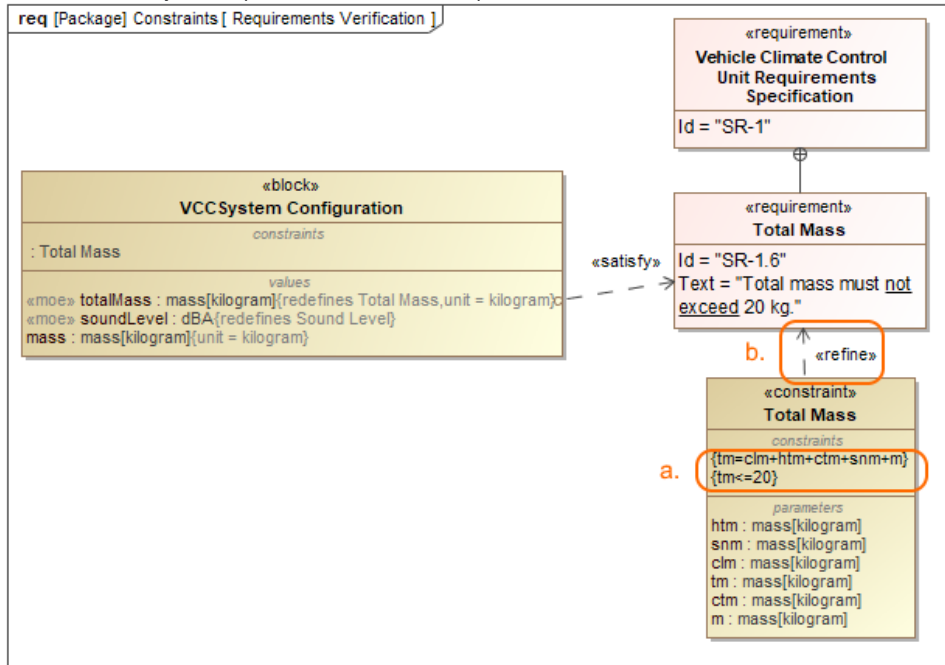 req [Package] Constraints [ Requirements Verification ]
«requirement»
Vehicle Climate Control
Unit Requirements
Specification
Id = "SR-1"
«block»
VCCSystem Configuration
constraints
: Total Mass
values
«moe» totalMass : mass[kilogram]{redefines Total Mass,unit = kilogram}c
«moe» soundLevel : dBA{redefines Sound Level}
mass : mass[kilogram]{unit = kilogram}
«satisfy»
«requirement»
Total Mass
Id = "SR-1.6"
Text = "Total mass must not
exceed 20 kg."
b.
«refine»
«constraint»
Total Mass
constraints
a.
{tm=clm+htm+ctm+snm+m}
{tm<=20}
parameters
htm : mass[kilogram]
snm : mass[kilogram]
clm : mass[kilogram]
tm : mass[kilogram]
ctm : mass[kilogram]
m : mass[kilogram]